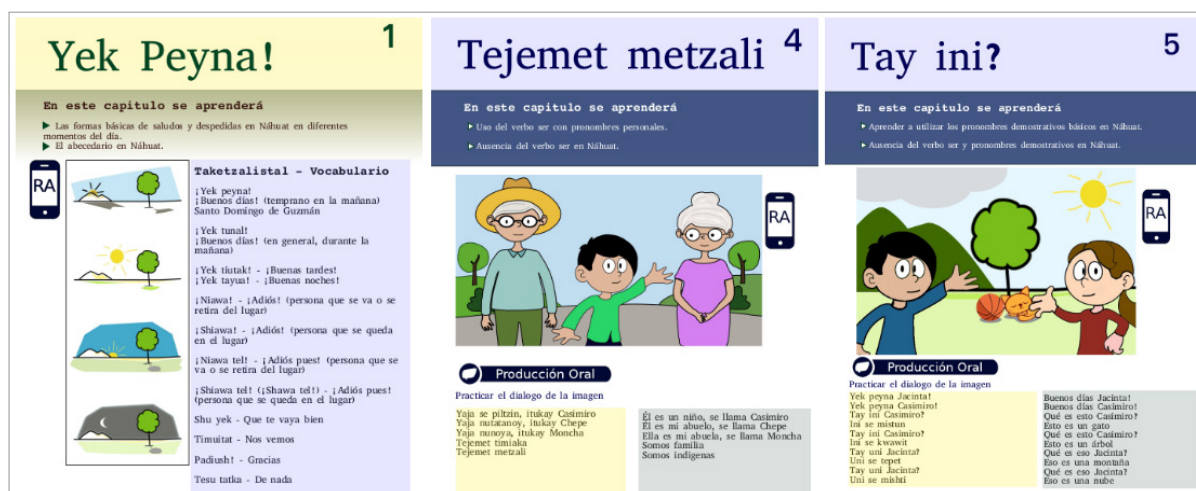 Yek Peyna!
1
En este capitulo se aprenderá
Las formas básicas de saludos y despedidas en Náhuat en diferentes
momentos del día.
El abecedario en Náhuat.
RA
Taketzalistal - Vocabulario
¡Yek peyna!
¡Buenos días! (temprano en la mañana)
Santo Domingo de Guzmán
¡Yek tunal!
¡Buenos días! (en general, durante la
mañana)
¡Yek tiutak! - ¡Buenas tardes!
¡Yek tayua! - ¡Buenas noches!
¡Niawa! - ¡Adiós! (persona que se va o se
retira del lugar)
¡Shiawa! - ¡Adiós! (persona que se queda
en el lugar)
¡Niawa tel! - ¡Adiós pues! (persona que se
va o se retira del lugar)
¡Shiawa tel! (¡Shawa tel!) - ¡Adiós pues!
(persona que se queda en el lugar)
Shu yek - Que te vaya bien
Timuitat - Nos vemos
Padiush! - Gracias
Tesu tatka - De nada
Tejemet metzali
4
En este capitulo se aprenderá
Uso del verbo ser con pronombres personales.
Ausencia del verbo ser en Náhuat.
RA
Producción Oral
Practicar el dialogo de la imagen
Yaja se piltzin, itukay Casimiro
Yaja nutatanoy, itukay Chepe
Yaja nunoya, itukay Moncha
Tejemet timiaka
Tejemet metzali
Él es un niño, se llama Casimiro
Él es mi abuelo, se llama Chepe
Ella es mi abuela, se llama Moncha
Somos familia
Somos indígenas
Tay ini?
5
En este capitulo se aprenderá
Aprender a utilizar los pronombres demostrativos básicos en Náhuat.
Ausencia del verbo ser y pronombres demostrativos en Náhuat.
RA
Producción Oral
Practicar el dialogo de la imagen
Yek peyna Jacinta!
Yek peyna Casimiro!
Tay ini Casimiro?
Ini se mistun
Tay ini Casimiro?
Ini se kwawit
Tay uni Jacinta?
Uni se tepet
Tay uni Jacinta?
Uni se mishti
Buenos días Jacinta!
Buenos días Casimiro!
Qué es esto Casimiro?
Esto es un gato
Qué es esto Casimiro?
Esto es un árbol
Qué es eso Jacinta?
Eso es una montaña
Qué es eso Jacinta?
Eso es una nube